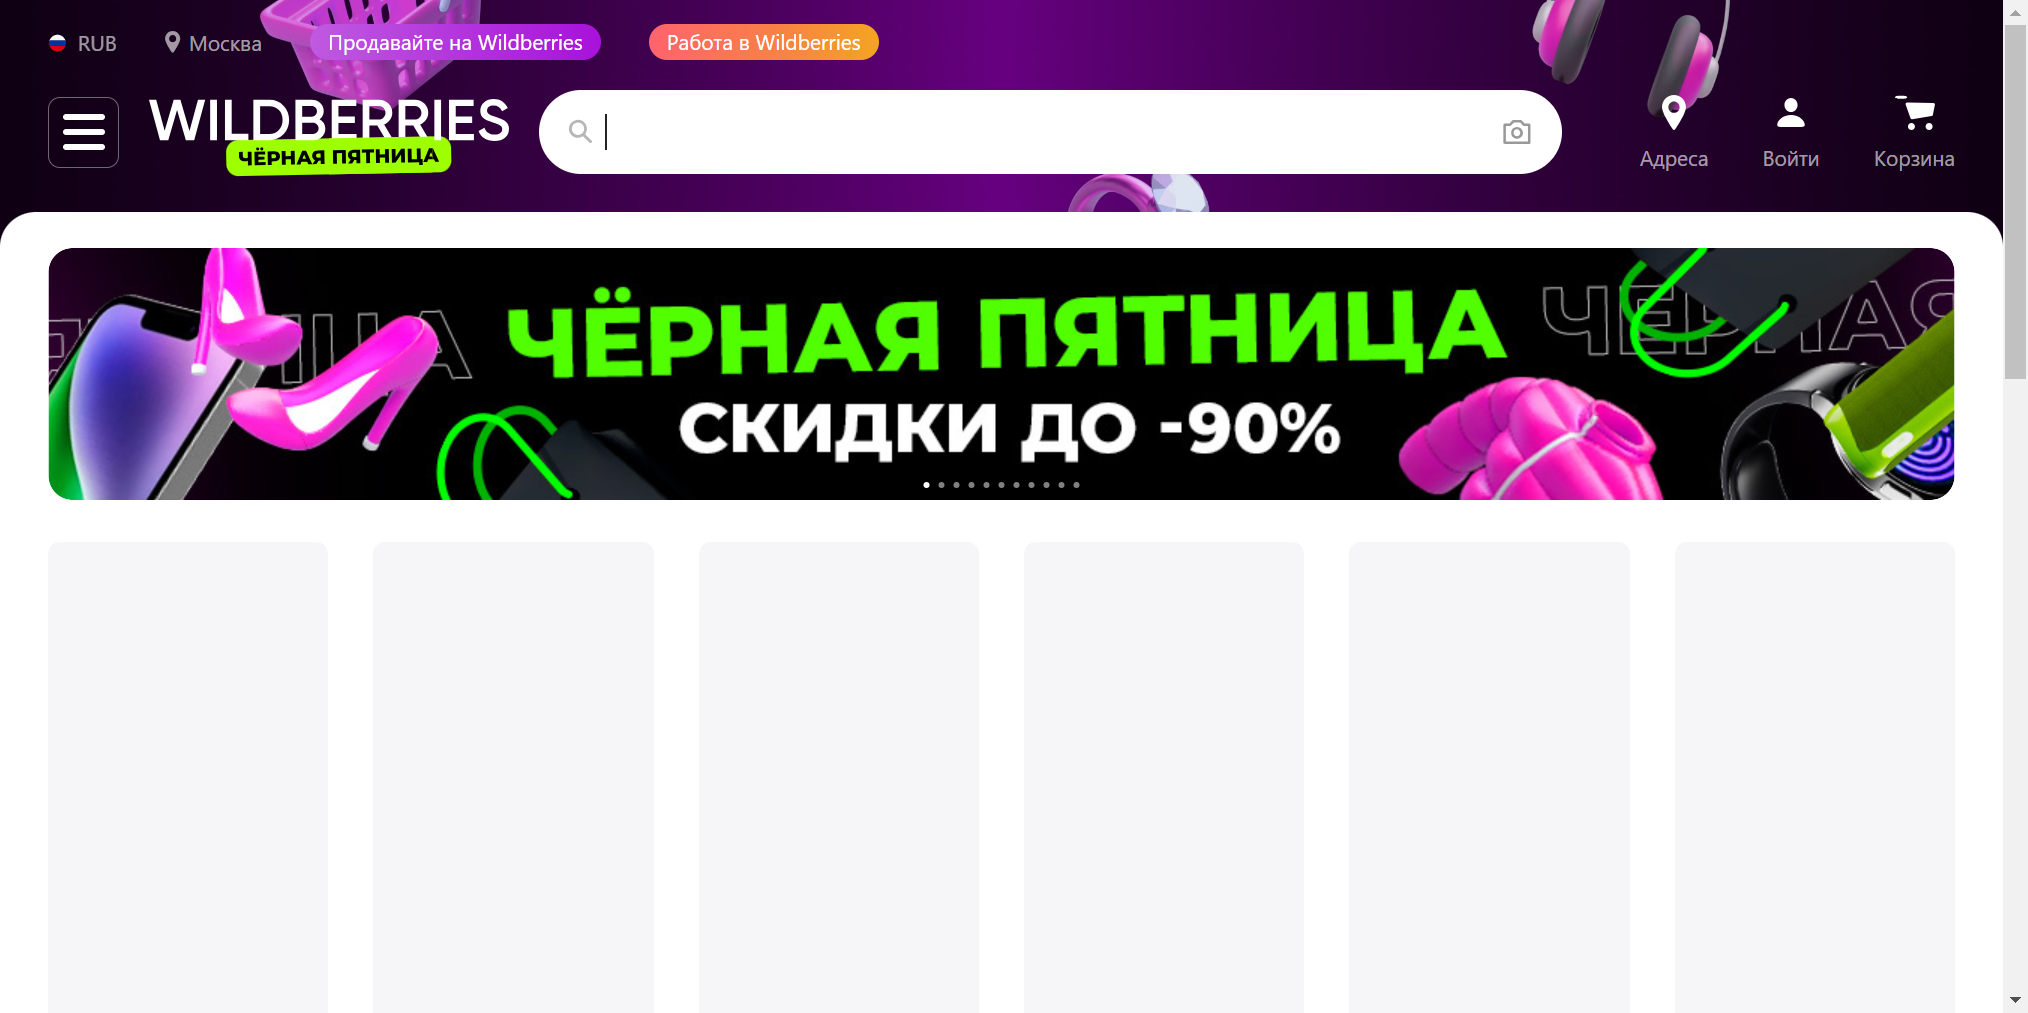 RUB
Москва
Продавайте на Wildberries
Работа в Wildberries
WILDBERRIES
ЧЁРНАЯ ПЯТНИЦА
Адреса
Войти
Корзина
ЧЁРНАЯ ПЯТНИЦА
СКИДКИ ДО -90%